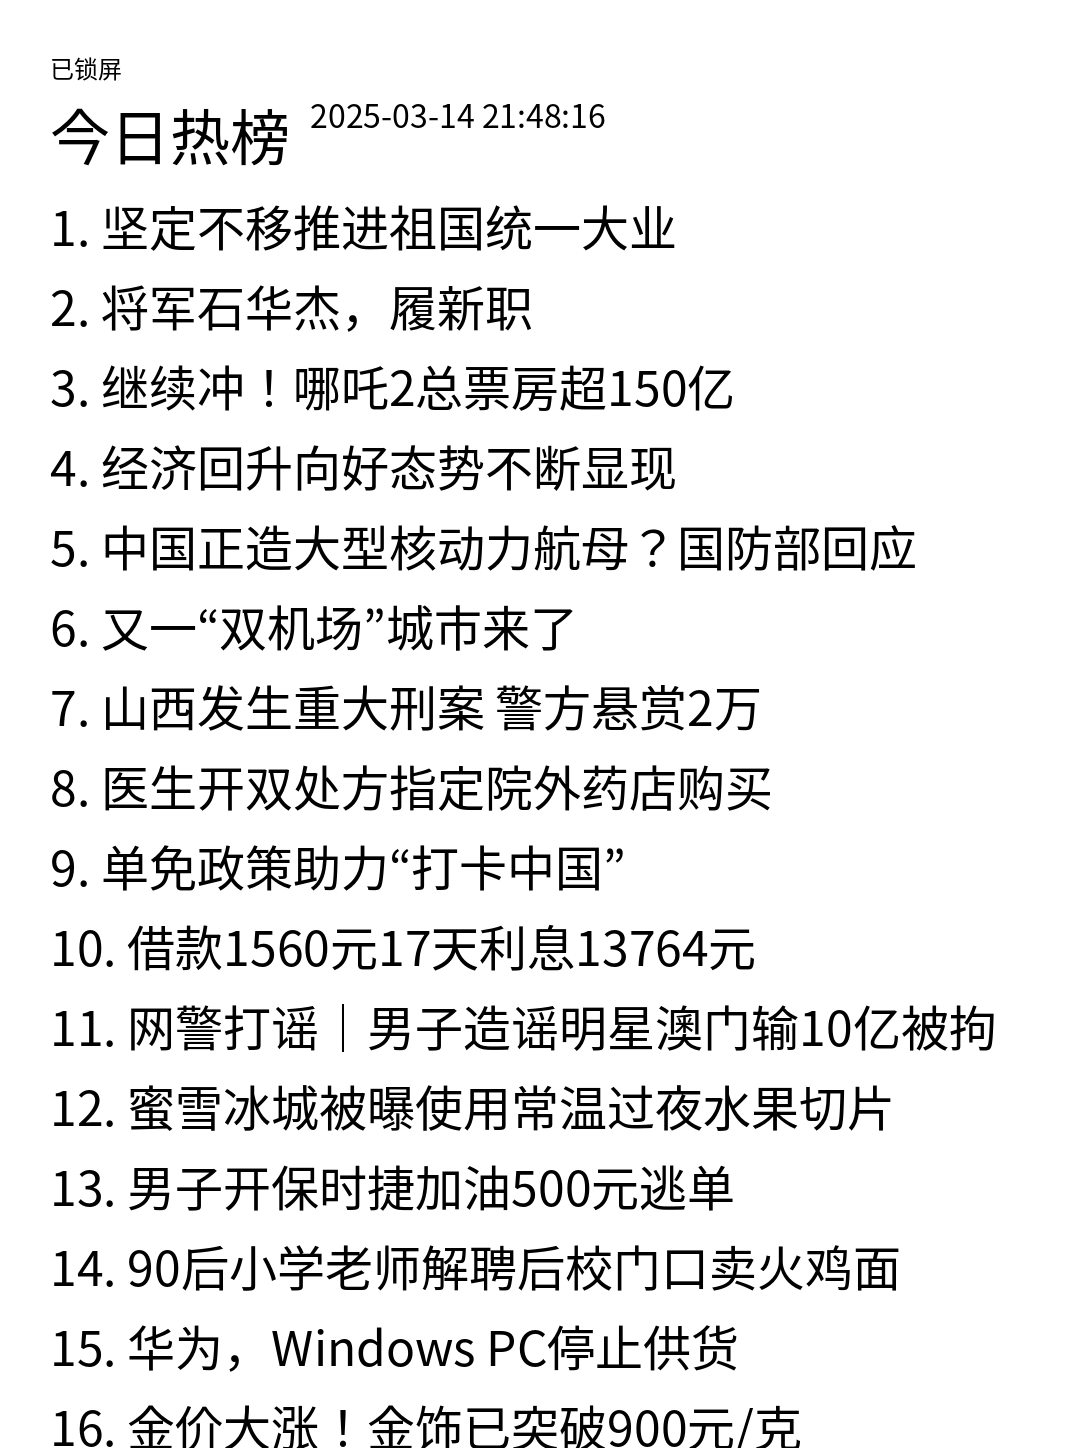 已锁屏
今日热榜 2025-03-14 21:48:16
1. 坚定不移推进祖国统一大业
2. 将军石华杰，履新职
3. 继续冲！哪吒2总票房超150亿
4. 经济回升向好态势不断显现
5. 中国正造大型核动力航母？国防部回应
6. 又一“双机场”城市来了
7. 山西发生重大刑案 警方悬赏2万
8. 医生开双处方指定院外药店购买
9. 单免政策助力“打卡中国”
10. 借款1560元17天利息13764元
11. 网警打谣｜男子造谣明星澳门输10亿被拘
12. 蜜雪冰城被曝使用常温过夜水果切片
13. 男子开保时捷加油500元逃单
14. 90后小学老师解聘后校门口卖火鸡面
15. 华为，Windows PC停止供货
16. 金价大涨！金饰已突破900元/克